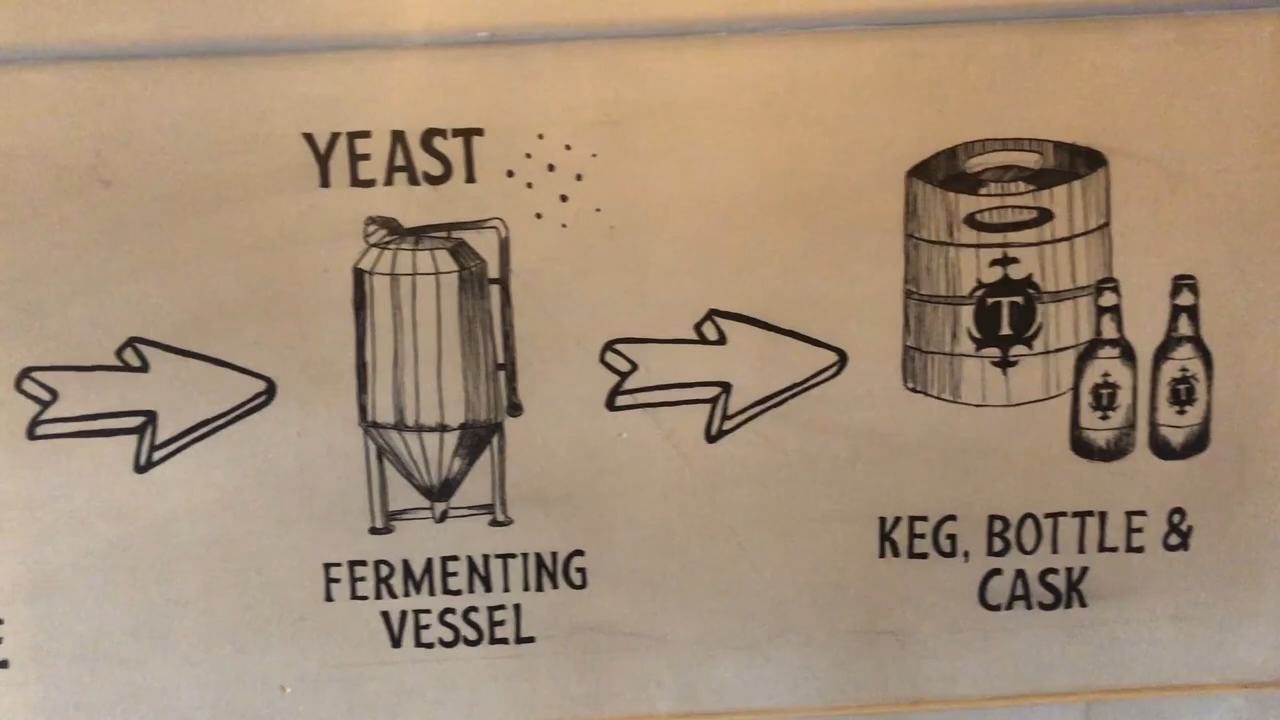 YEAST
FERMENTING
VESSEL
T
T
T
KEG, BOTTLE &
CASK